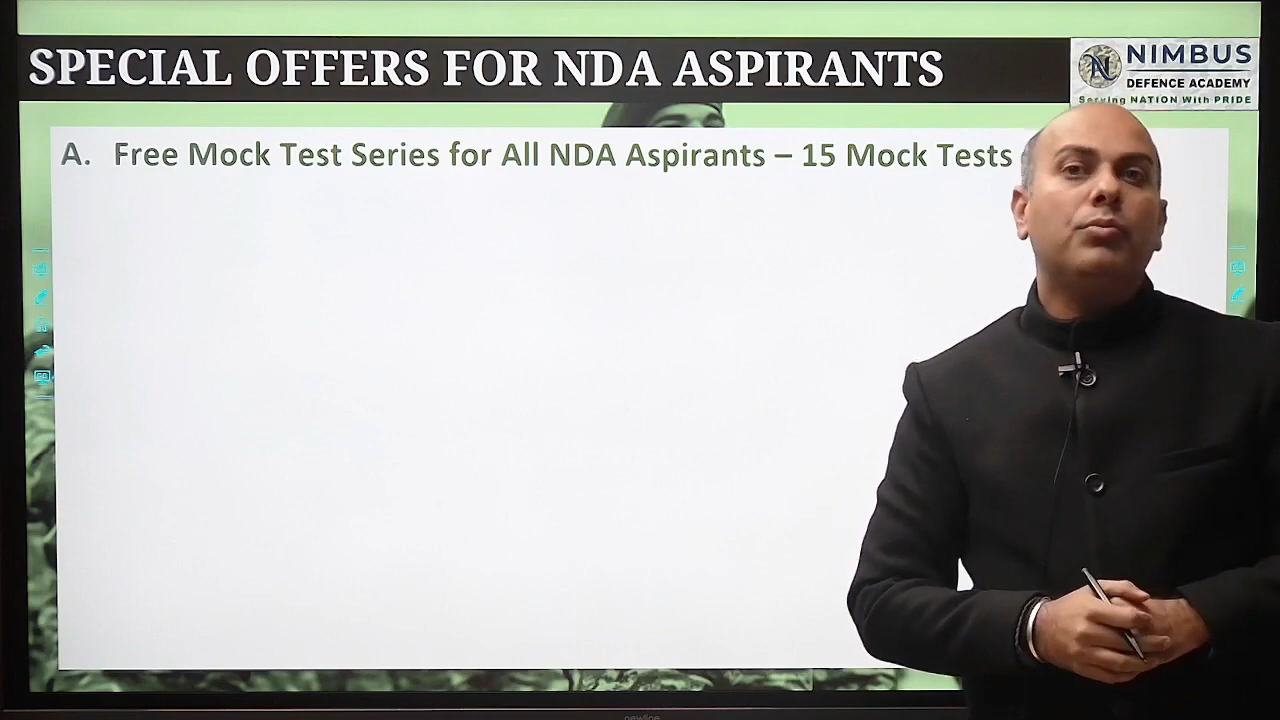 SPECIAL OFFERS FOR NDA ASPIRANTS
NIMBUS
DEFENCE ACADEMY
Serving NATION With PRIDE
A. Free Mock Test Series for All NDA Aspirants – 15 Mock Tests
newline